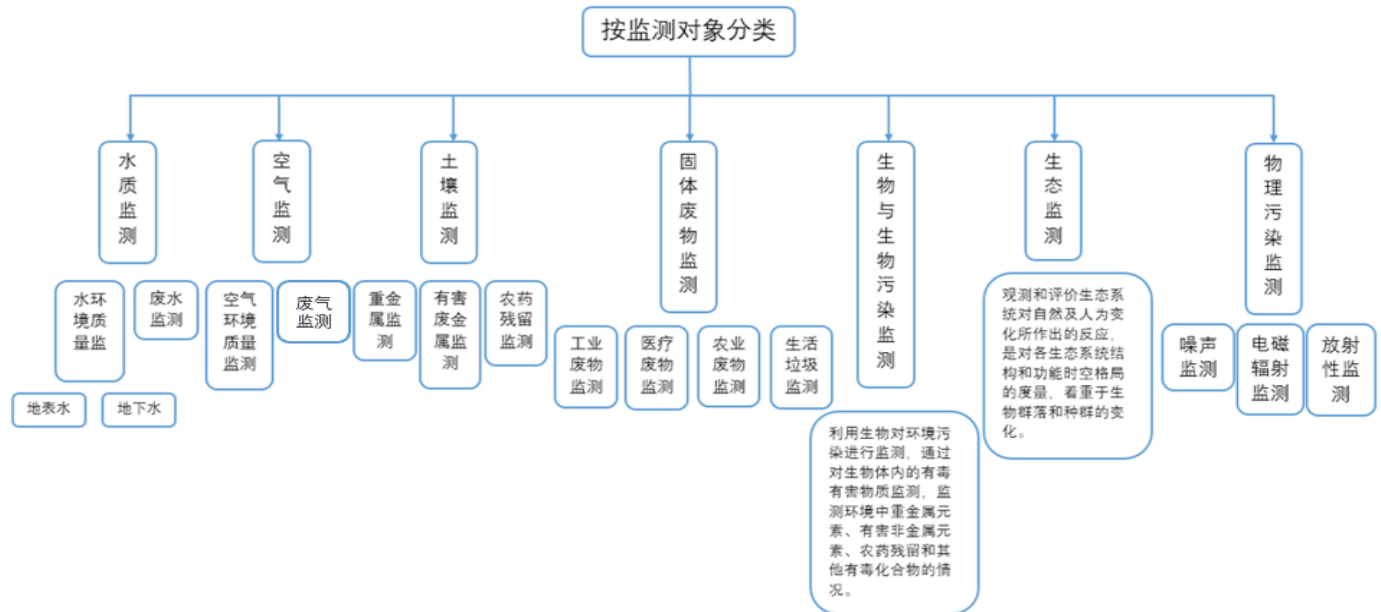 按监测对象分类
水质监测
空气监测
土壤监测
固体废物监测
生物与生物污染监测
生态监测
物理污染监测
水环
境质
量监
废水
监测
空气
环境
质量
监测
废气
监测
重金
属监
测
有害
废金
属监
测
农药
残留
监测
工业
废物
监测
医疗
废物
监测
农业
废物
监测
生活
垃圾
监测
观测和评价生态系
统对自然及人为变
化所作出的反应，
是对各生态系统结
构和功能时空格局
的度量，着重于生
物群落和种群的变
化。
噪声
监测
电磁
辐射
监测
放射
性监
测
地表水
地下水
利用生物对环境污
染进行监测，通过
对生物体内的有毒
有害物质监测，监
测环境中重金属元
素、有害非金属元
素、农药残留和其
他有毒化合物的情
况。